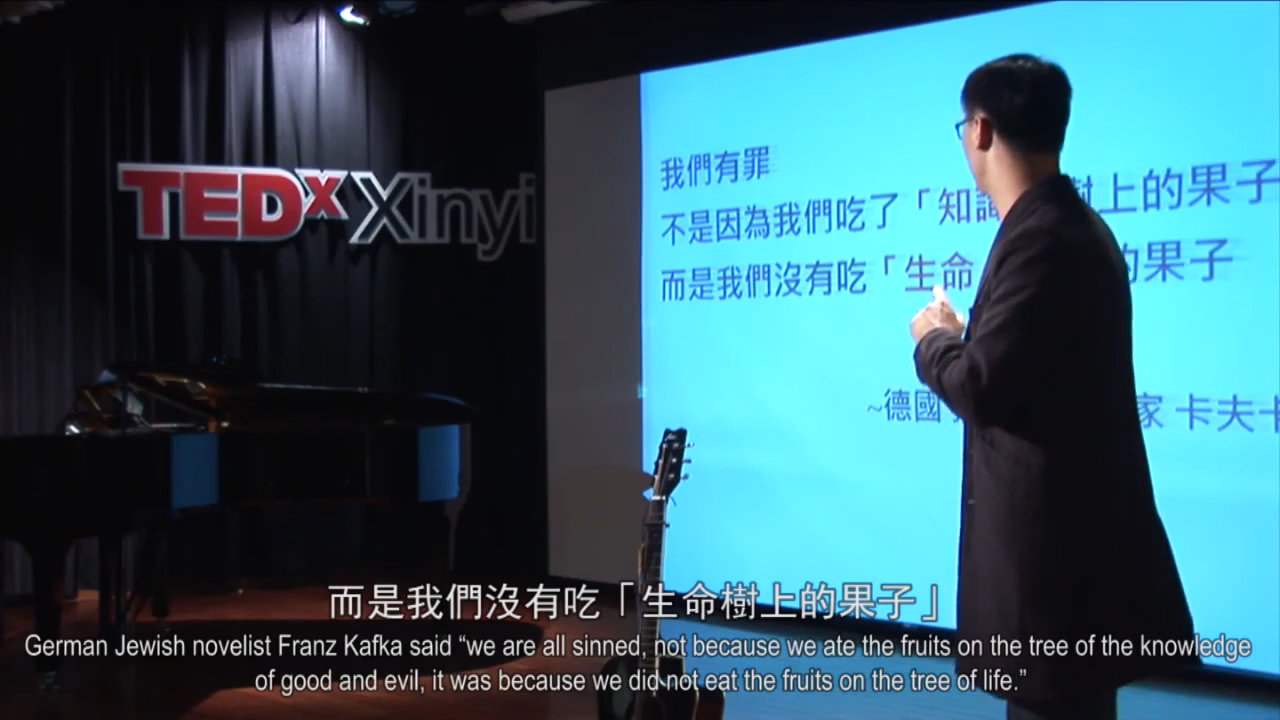 TEDxXinyi
我們有罪
不是因為我們吃了「知識 樹上的果子
而是我們沒有吃「生命 的果子
~德國 家 卡夫卡
而是我們沒有吃「生命樹上的果子」
German Jewish novelist Franz Kafka said “we are all sinned, not because we ate the fruits on the tree of the knowledge
of good and evil, it was because we did not eat the fruits on the tree of life.”